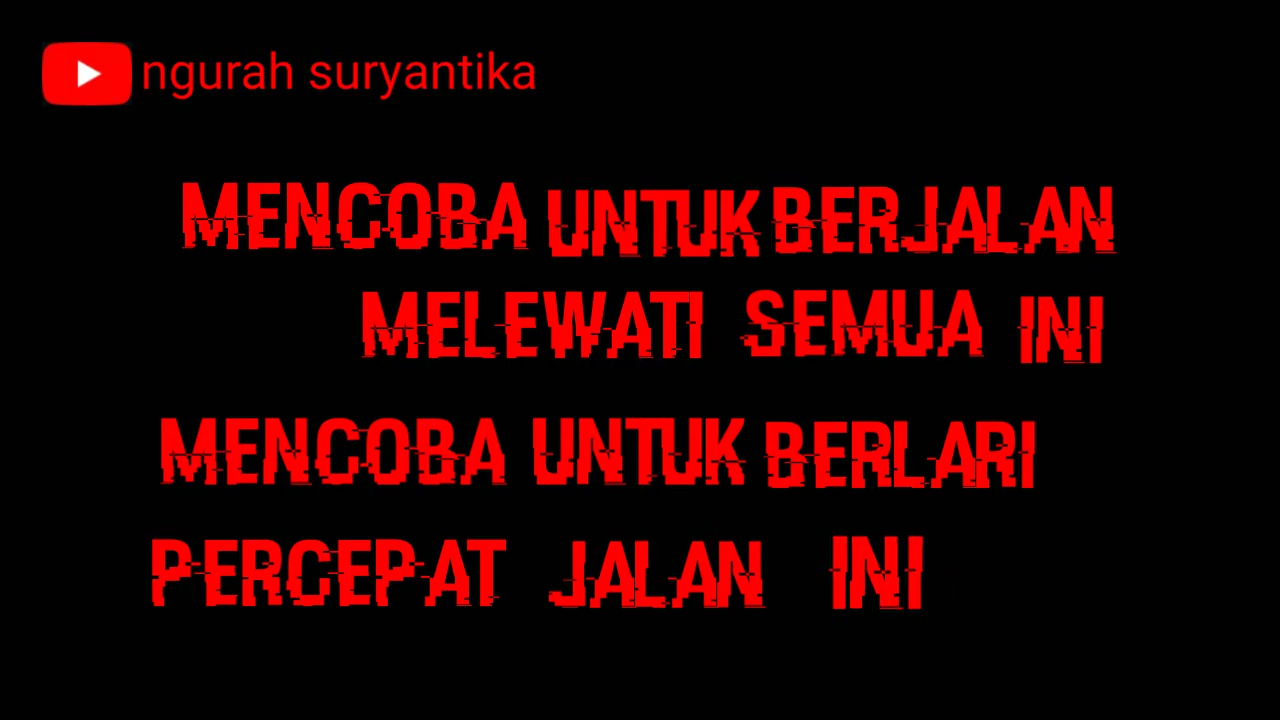 ngurah suryantika
MENCOBA UNTUK BERJALAN
MELEWATI SEMUA INI
MENCOBA UNTUK BERLARI
PERCEPAT JALAN INI